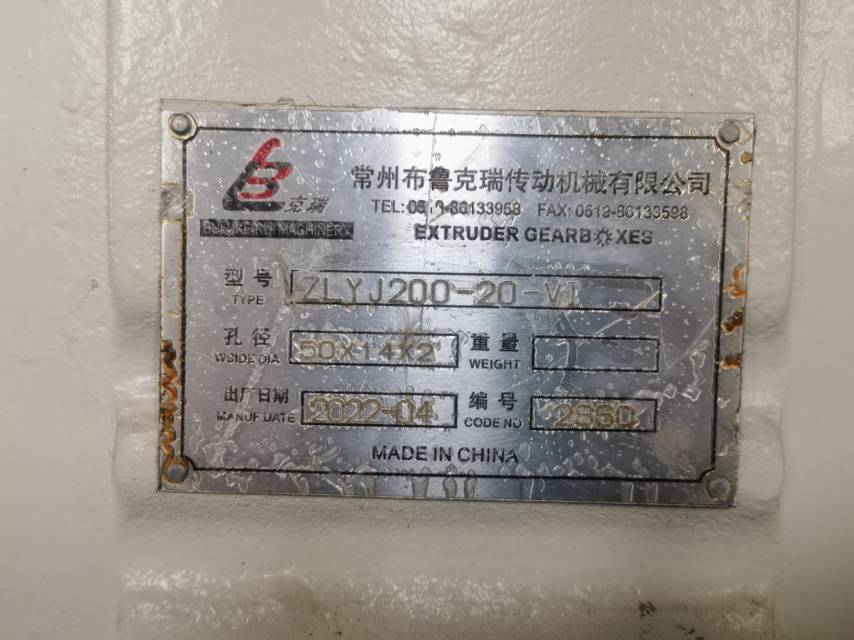 克瑞
常州布鲁克瑞传动机械有限公司
TEL: 0519-86133958 FAX: 0519-86133598
MACHINERY
EXTRUDER GEARBOXES
型号 ZLYJ200-20-VI
TYPE
孔径 50X14X2 重量
DIA WEIGHT
出厂日期 2022-04 编号
MANUF DATE CODE NO
MADE IN CHINA